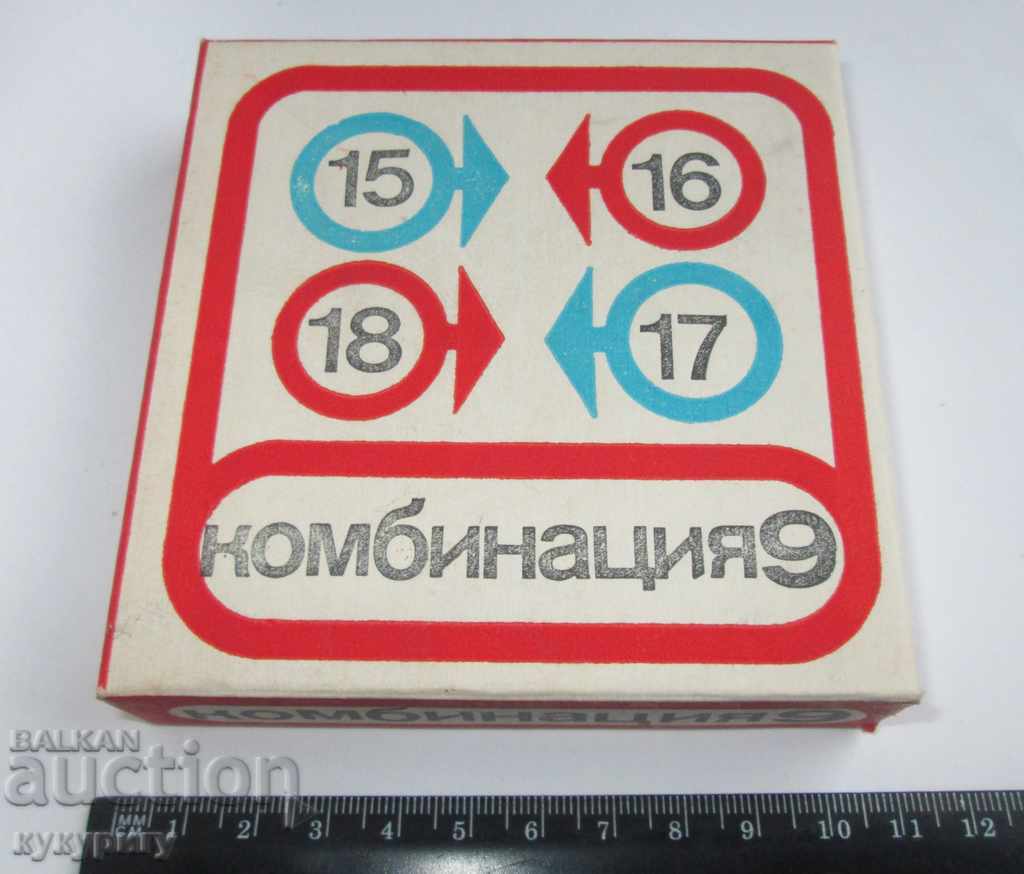 15 16
18 17
комбинация9
комбинация9
BALKAN
auction
кукуригу
MM
CM 1 2 3 4 5 6 7 8 9 10 11 12